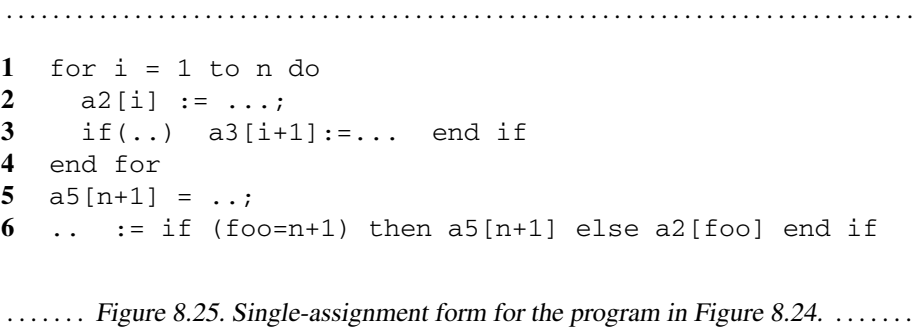 1 for i = 1 to n do
2 a2[i] := ...;
3 if(..) a3[i+1]:=... end if
4 end for
5 a5[n+1] = ..;
6 .. := if (foo=n+1) then a5[n+1] else a2[foo] end if
....... Figure 8.25. Single-assignment form for the program in Figure 8.24. .......